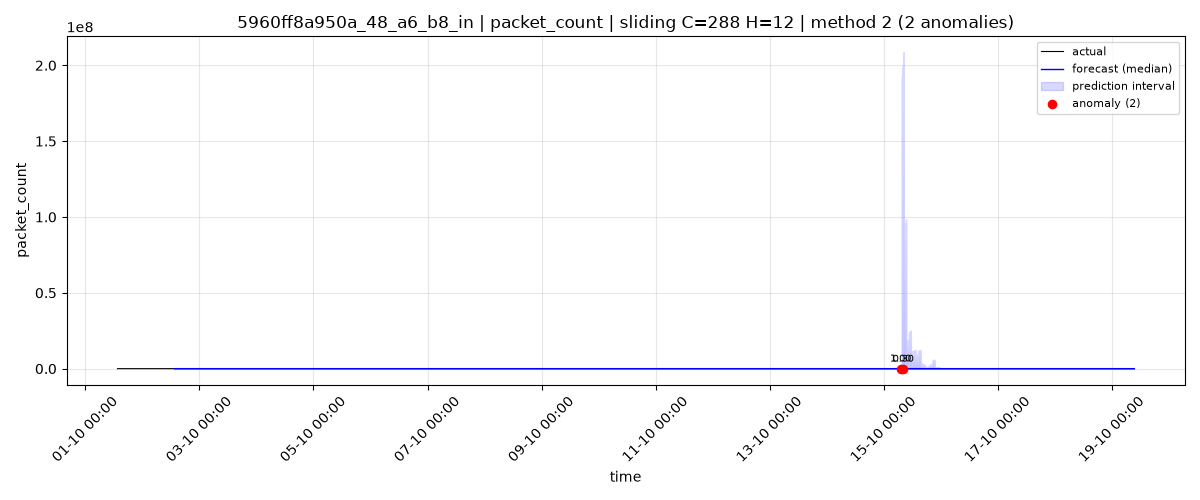 5960ff8a950a_48_a6_b8_in | packet_count | sliding C=288 H=12 | method 2 (2 anomalies)
1e8
2.0
1.5
1.0
0.5
0.0
packet_count
actual
forecast (median)
prediction interval
anomaly (2)
01-10 00:00
03-10 00:00
05-10 00:00
07-10 00:00
09-10 00:00
11-10 00:00
13-10 00:00
15-10 00:00
17-10 00:00
19-10 00:00
time